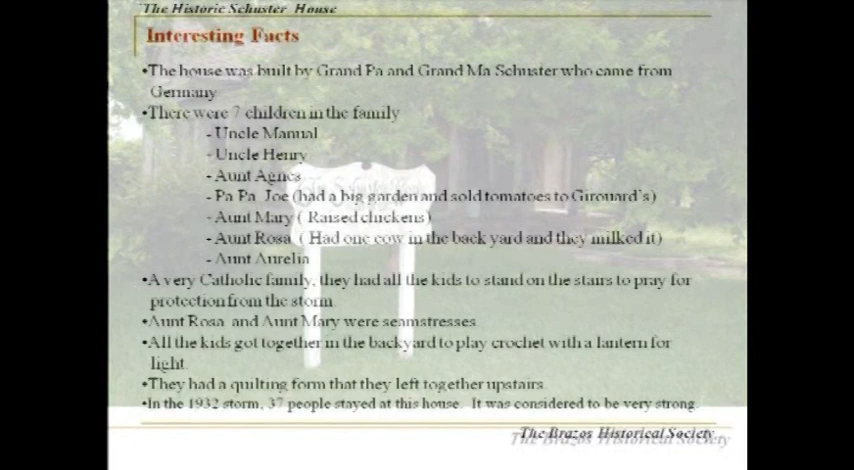 The Historic Schuster House
Interesting Facts
•The house was built by Grand Pa and Grand Ma Schuster who came from
Germany
•There were 7 children in the family
- Uncle Manual
- Uncle Henry
- Aunt Agnes
- Pa Pa Joe (had a big garden and sold tomatoes to Girouard's)
- Aunt Mary ( Raised chickens)
- Aunt Rosa ( Had one cow in the back yard and they milked it)
- Aunt Aurelia
•A very Catholic family, they had all the kids to stand on the stairs to pray for
protection from the storm.
•Aunt Rosa and Aunt Mary were seamstresses
•All the kids got together in the backyard to play crochet with a lantern for
light.
•They had a quilting form that they left together upstairs.
•In the 1932 storm, 37 people stayed at this house. It was considered to be very strong.
The Brazos Historical Society